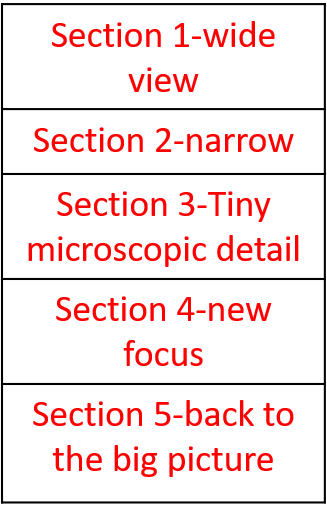 Section 1-wide
view
Section 2-narrow
Section 3-Tiny
microscopic detail
Section 4-new
focus
Section 5-back to
the big picture